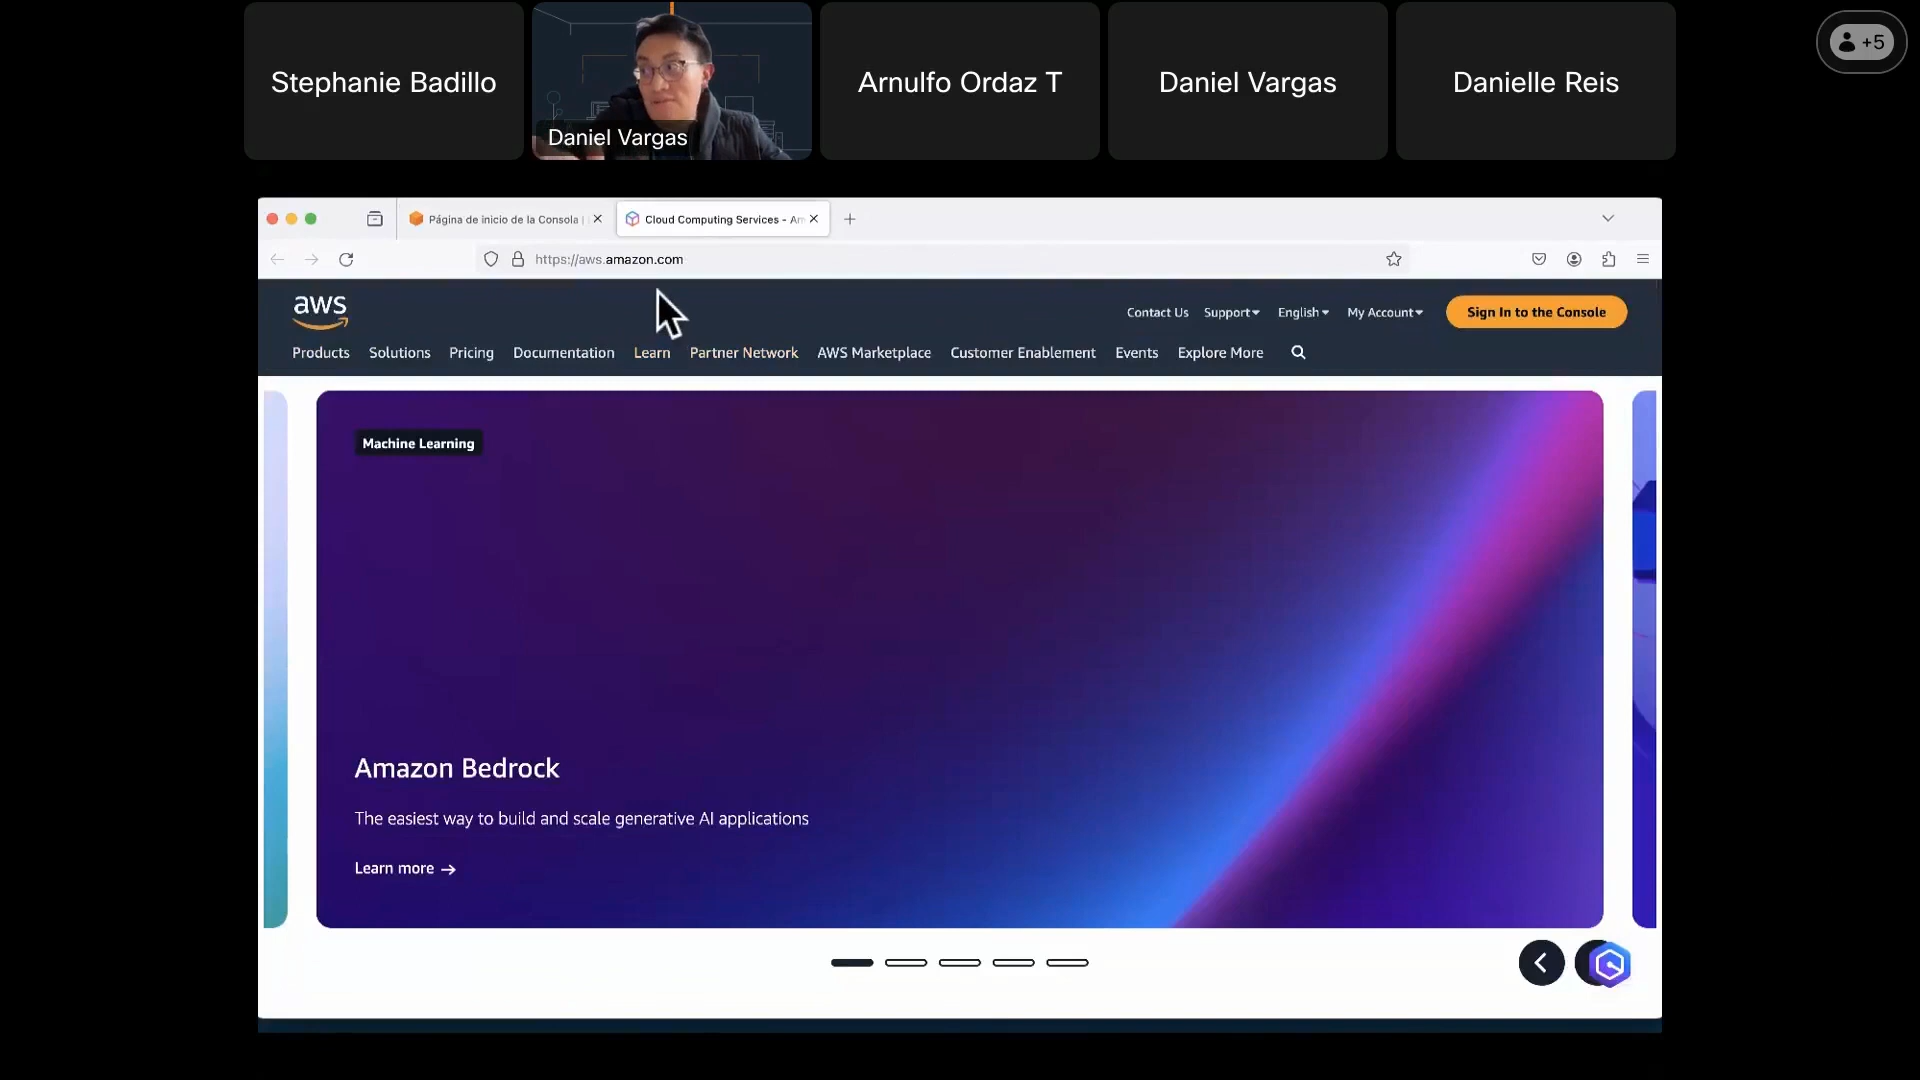 Stephanie Badillo
Daniel Vargas
Arnulfo Ordaz T
Daniel Vargas
Danielle Reis
+5
Página de inicio de la Consola |
Cloud Computing Services - Am
https://aws.amazon.com
aws
Contact Us
Support
English
My Account
Sign In to the Console
Products
Solutions
Pricing
Documentation
Learn
Partner Network
AWS Marketplace
Customer Enablement
Events
Explore More
Machine Learning
Amazon Bedrock
The easiest way to build and scale generative AI applications
Learn more →